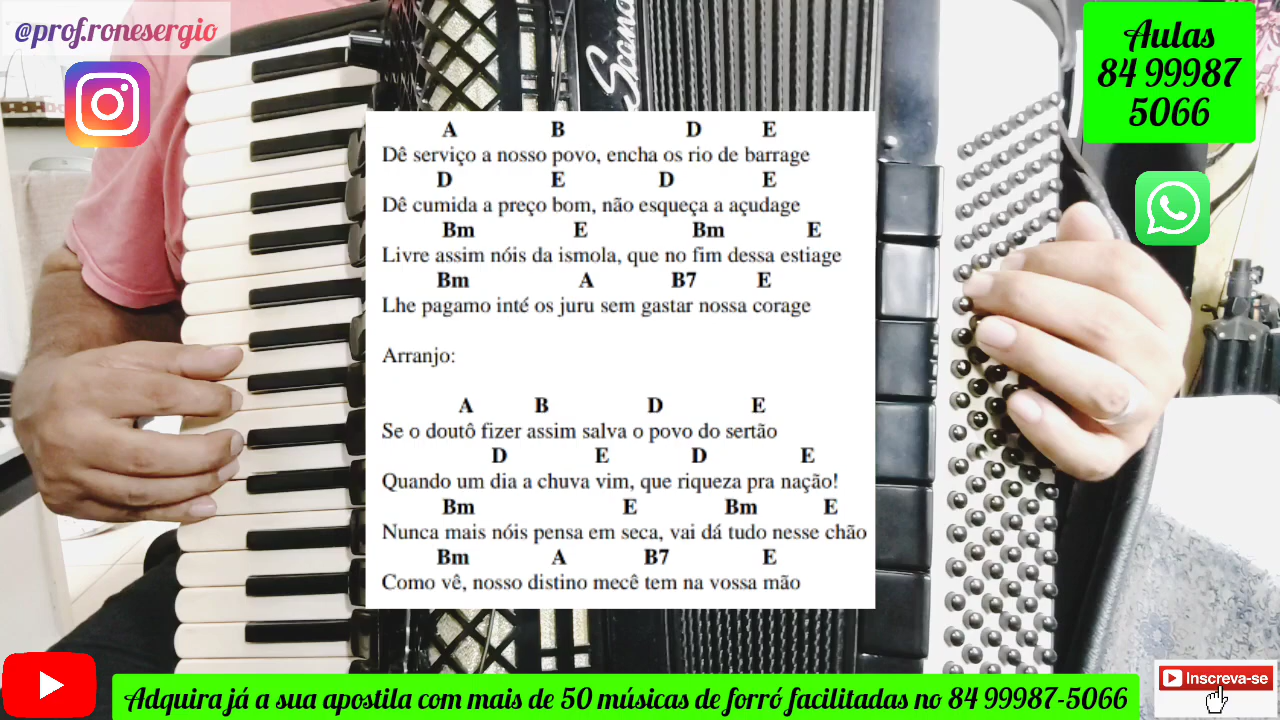 @prof.ronesergio
Aulas
84 99987
5066
A B D E
Dê serviço a nosso povo, encha os rio de barrage
D E D E
Dê cumida a preço bom, não esqueça a açudage
Bm E Bm E
Livre assim nóis da ismola, que no fim dessa estiage
Bm A B7 E
Lhe pagamo inté os juru sem gastar nossa corage
Arranjo:
A B D E
Se o doutô fizer assim salva o povo do sertão
D E D E
Quando um dia a chuva vim, que riqueza pra nação!
Bm E Bm E
Nunca mais nóis pensa em seca, vai dá tudo nesse chão
Bm A B7 E
Como vê, nosso distino mecê tem na vossa mão
Adquira já a sua apostila com mais de 50 músicas de forró facilitadas no 84 99987-5066
Inscreva-se